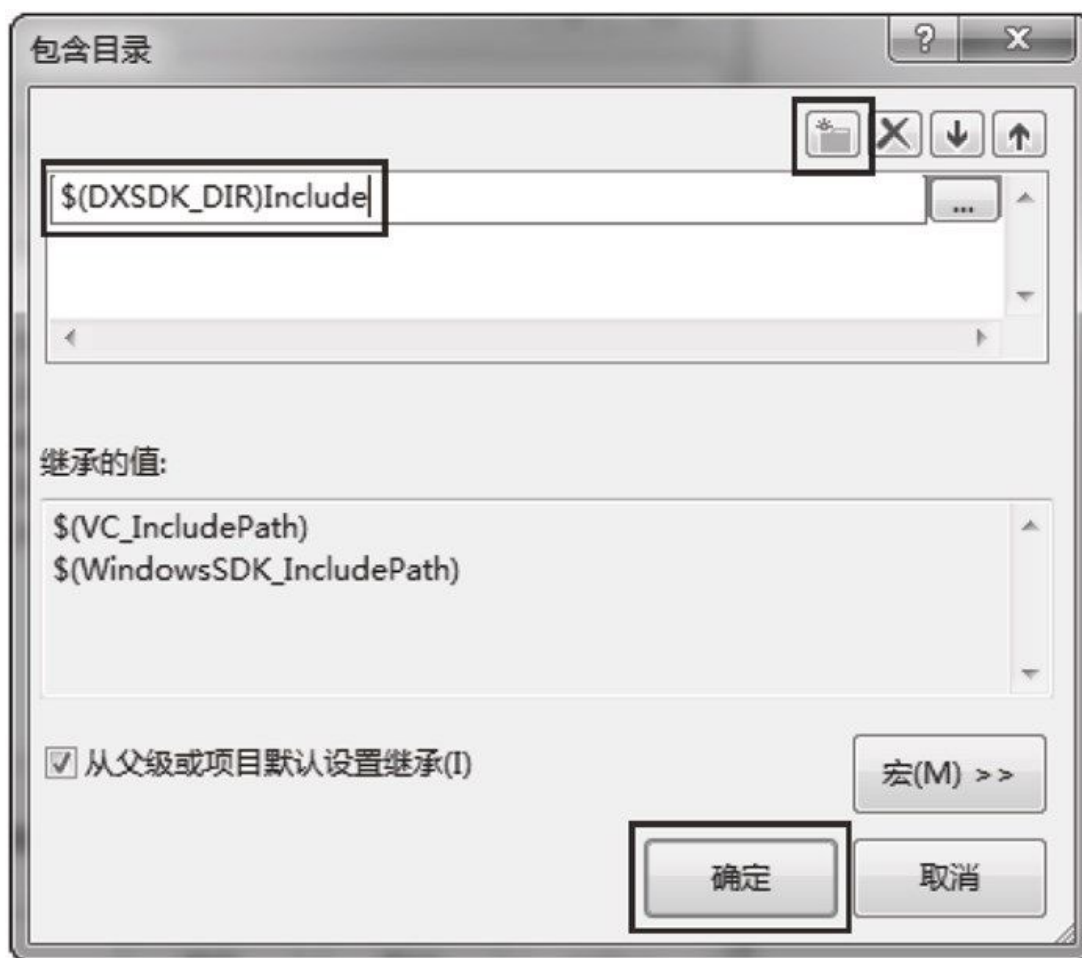 包含目录
$(DXSDK_DIR)Include
...
继承的值:
$(VC_IncludePath)
$(WindowsSDK_IncludePath)
从父级或项目默认设置继承(I)
宏(M) >>
确定
取消